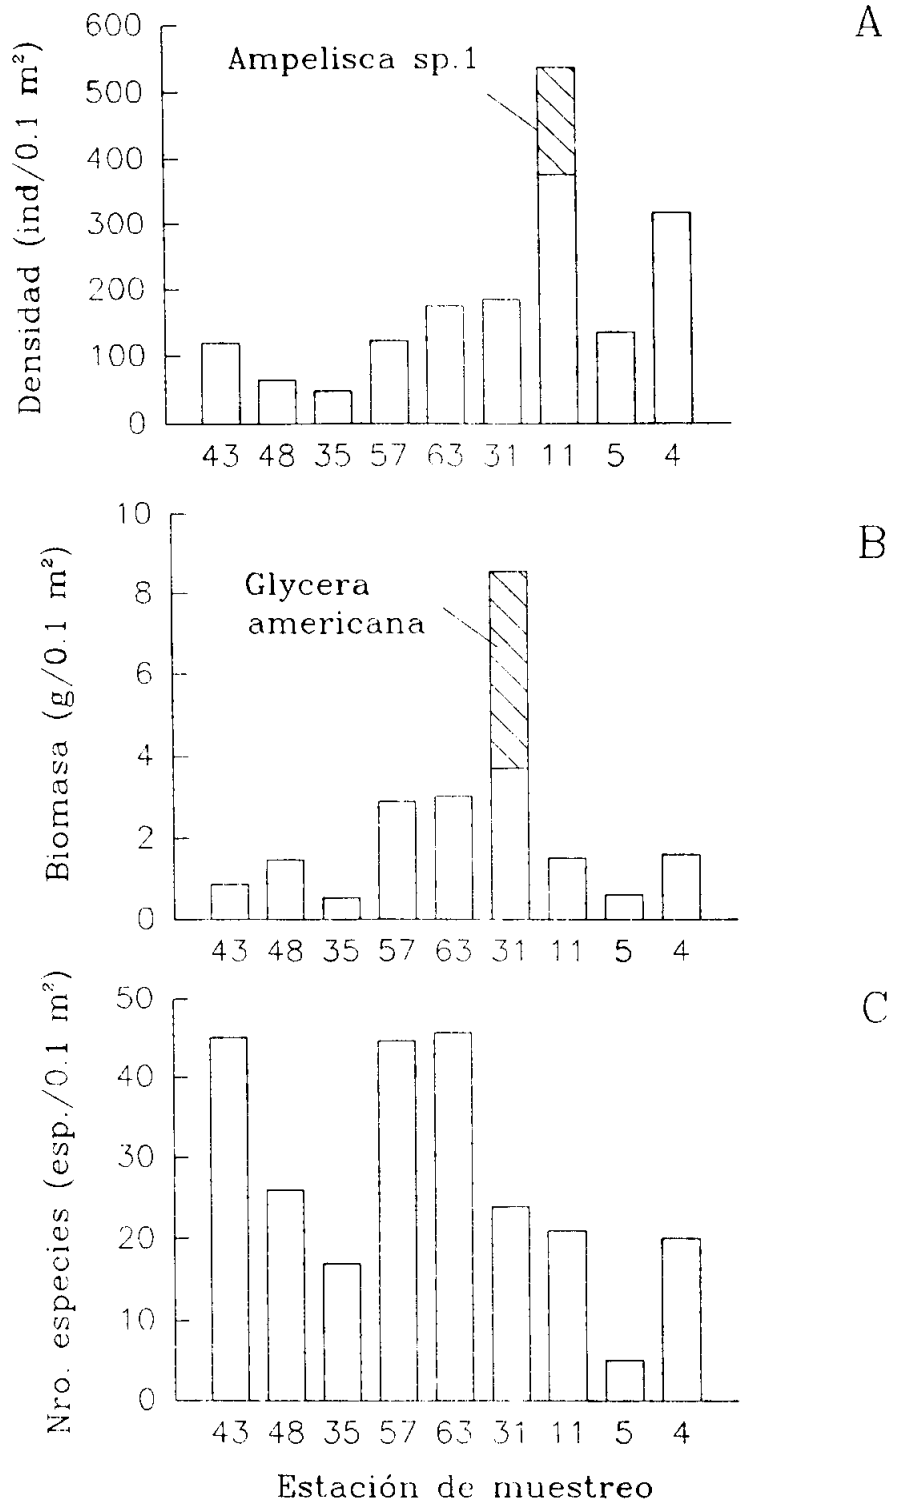 A
Densidad (ind/0.1 m²)
600
500
400
300
200
100
0
Ampelisca sp.1
43 48 35 57 63 31 11 5 4
B
Biomasa (g/0.1 m²)
10
8
6
4
2
0
Glycera
americana
43 48 35 57 63 31 11 5 4
C
Nro. especies (esp./0.1 m²)
50
40
30
20
10
0
43 48 35 57 63 31 11 5 4
Estación de muestreo